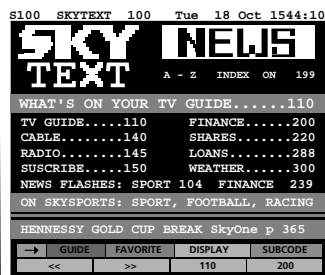 S100 SKYTEXT 100 Tue 18 Oct 1544:10
SKY NEWS
TEXT A - Z INDEX ON 199
WHAT'S ON YOUR TV GUIDE......110
TV GUIDE.....110 FINANCE......200
CABLE........140 SHARES.......220
RADIO........145 LOANS........288
SUSCRIBE.....150 WEATHER......300
NEWS FLASHES: SPORT 104 FINANCE 239
ON SKYSPORTS: SPORT, FOOTBALL, RACING
HENNESSY GOLD CUP BREAK SkyOne p 365
→ GUIDE FAVORITE DISPLAY SUBCODE
<< >> 110 200